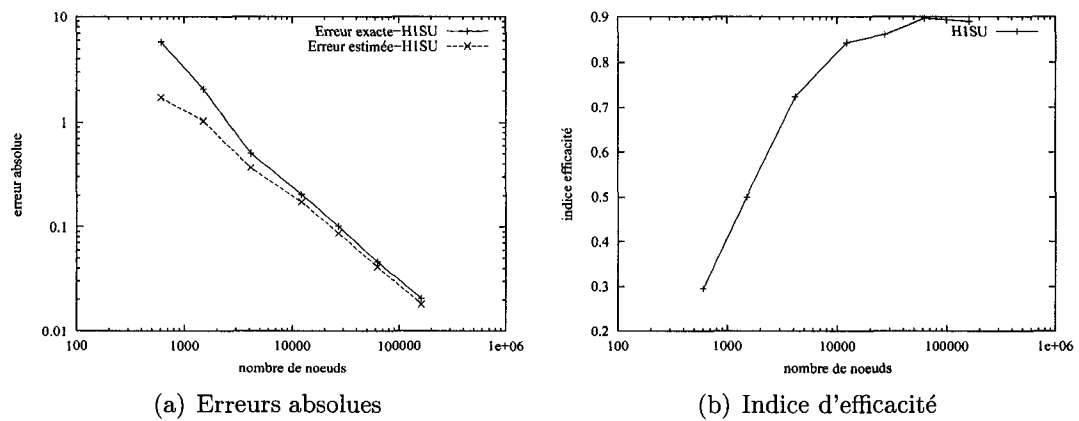 10
1
0.1
0.01
erreur absolue
100
1000
10000
100000
1e+06
nombre de noeuds
Erreur exacte-H1SU
Erreur estimée-H1SU
(a) Erreurs absolues
0.9
0.8
0.7
0.6
0.5
0.4
0.3
0.2
indice efficacité
100
1000
10000
100000
1e+06
nombre de noeuds
H1SU
(b) Indice d'efficacité